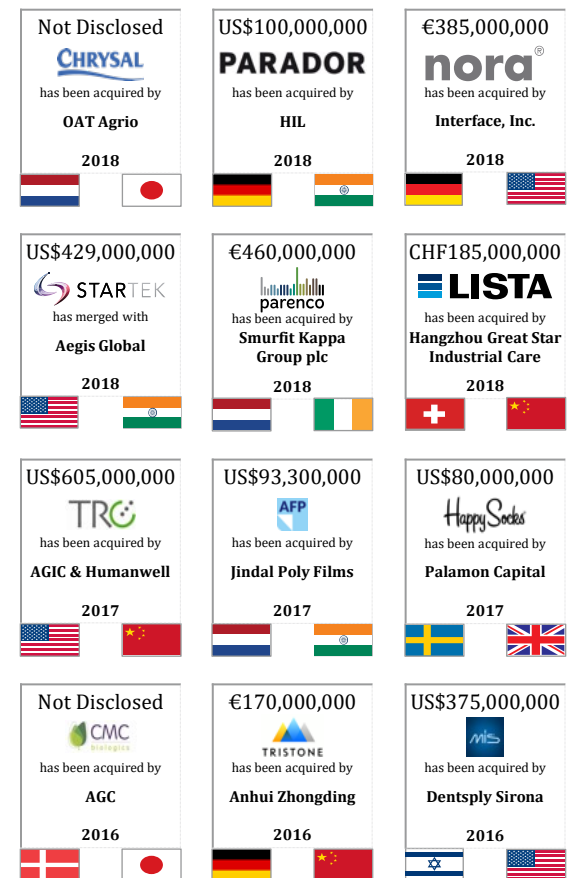 Not Disclosed
CHRYSAL
has been acquired by
OAT Agrio
2018
US$100,000,000
PARADOR
has been acquired by
HIL
2018
€385,000,000
nora®
has been acquired by
Interface, Inc.
2018
US$429,000,000
STARTEK
has merged with
Aegis Global
2018
€460,000,000
parenco
has been acquired by
Smurfit Kappa
Group plc
2018
CHF185,000,000
LISTA
has been acquired by
Hangzhou Great Star
Industrial Care
2018
US$605,000,000
TRC
has been acquired by
AGIC & Humanwell
2017
US$93,300,000
AFP
has been acquired by
Jindal Poly Films
2017
US$80,000,000
Happy Socks
has been acquired by
Palamon Capital
2017
Not Disclosed
CMC
biologics
has been acquired by
AGC
2016
€170,000,000
TRISTONE
has been acquired by
Anhui Zhongding
2016
US$375,000,000
mis
has been acquired by
Dentsply Sirona
2016